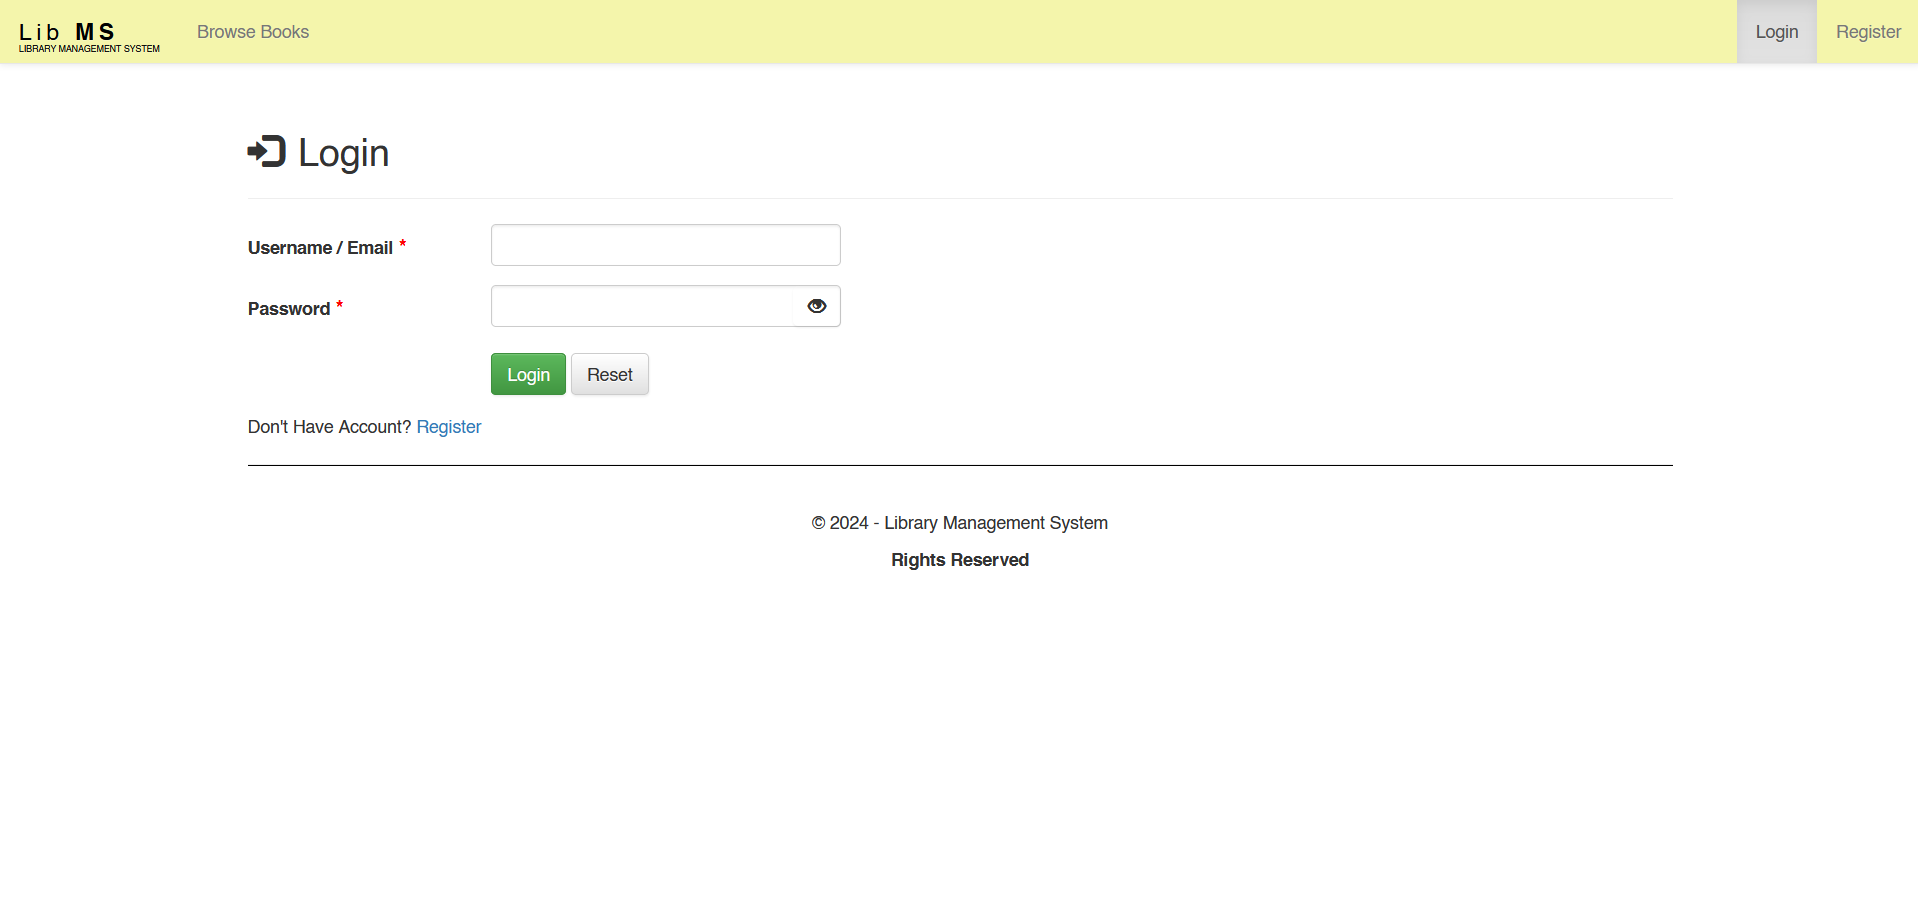 Lib MS
LIBRARY MANAGEMENT SYSTEM
Browse Books
Login
Register
Login
Username / Email *
Password *
Login
Reset
Don't Have Account? Register
© 2024 - Library Management System
Rights Reserved